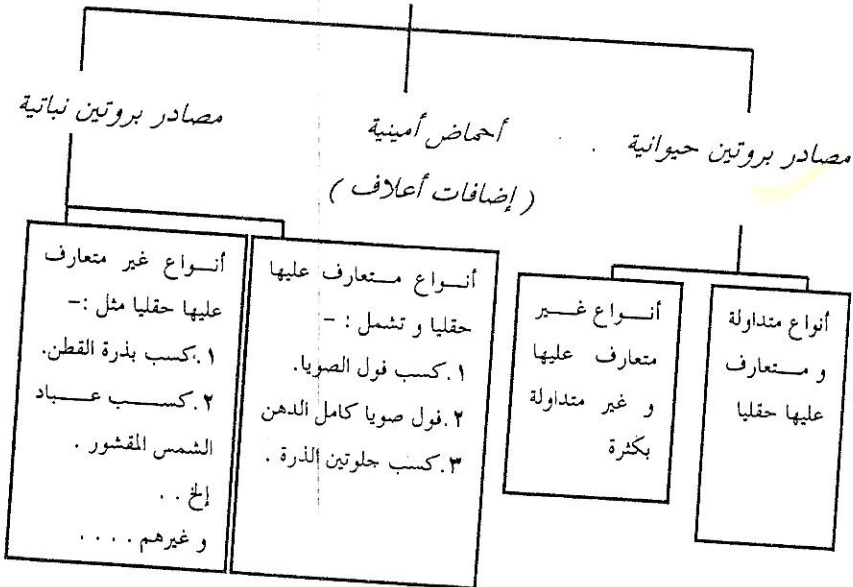 مصادر بروتين حيوانية
أحماض أمينية
( إضافات أعلاف )
مصادر بروتين نباتية
أنواع متداولة
و متعارف
عليها حقليا
أنواع غير
متعارف عليها
و غير متداولة
بكثرة
أنواع متعارف عليها
حقليا و تشمل : -
١.كسب فول الصويا.
٢.فول صويا كامل الدهن
٣.كسب جلوتين الذرة .
أنواع غير متعارف
عليها حقليا مثل :-
١.كسب بذرة القطن.
٢.كسب عباد
الشمس المقشور .
إلخ . .
و غيرهم . . . .